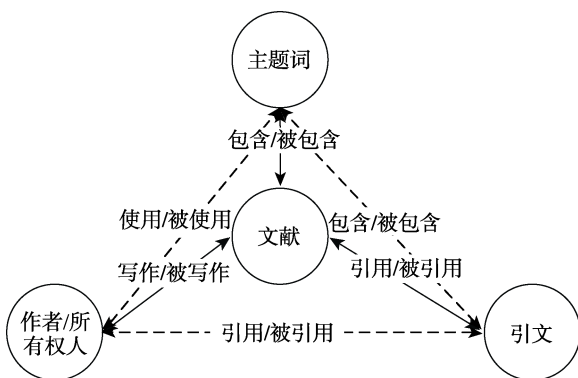 主题词
包含/被包含
使用/被使用
文献
包含/被包含
写作/被写作
引用/被引用
作者/所
有权人
引用/被引用
引文